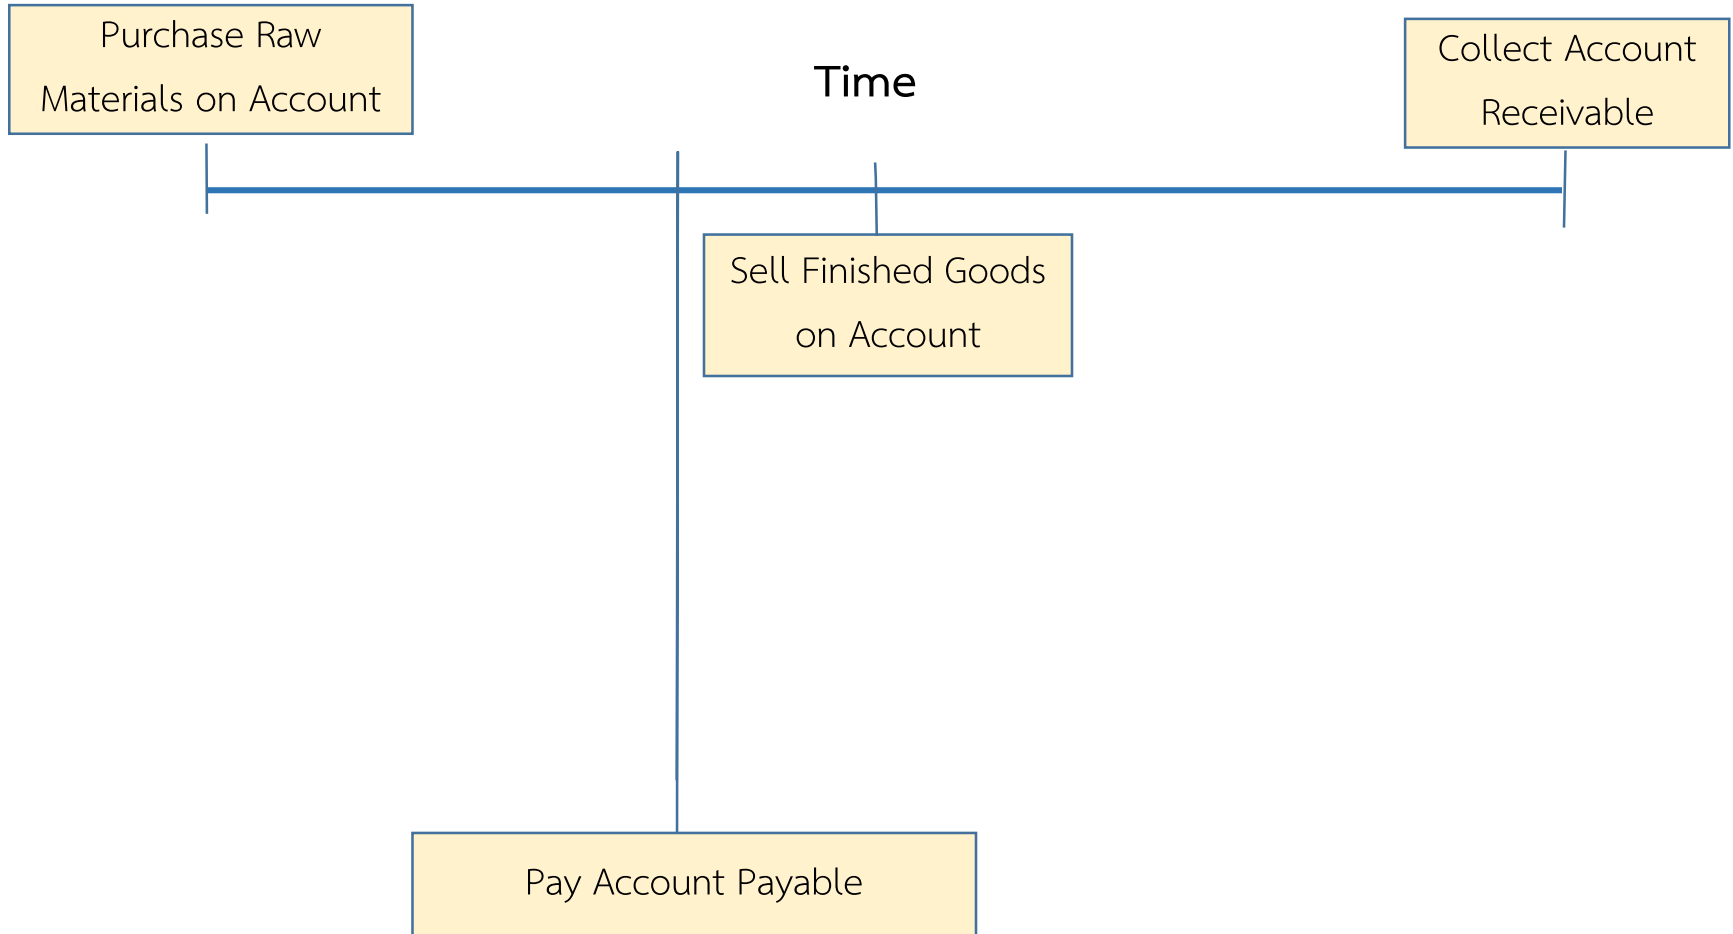 Purchase Raw
Materials on Account
Time
Collect Account
Receivable
Sell Finished Goods
on Account
Pay Account Payable